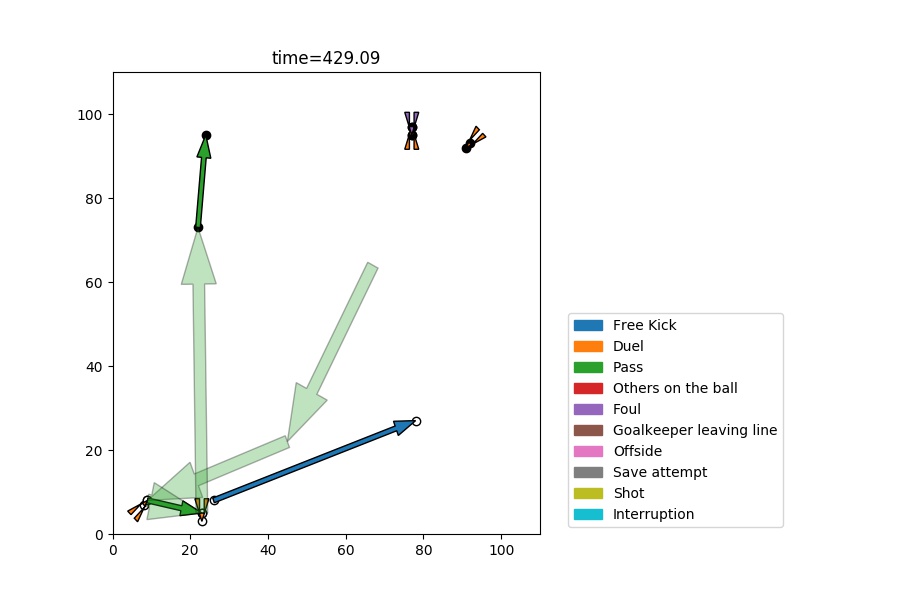 time=429.09
100
80
60
40
20
0
0
20
40
60
80
100
Free Kick
Duel
Pass
Others on the ball
Foul
Goalkeeper leaving line
Offside
Save attempt
Shot
Interruption